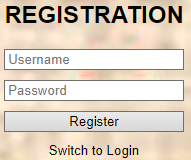 REGISTRATION
Username
Password
Register
Switch to Login